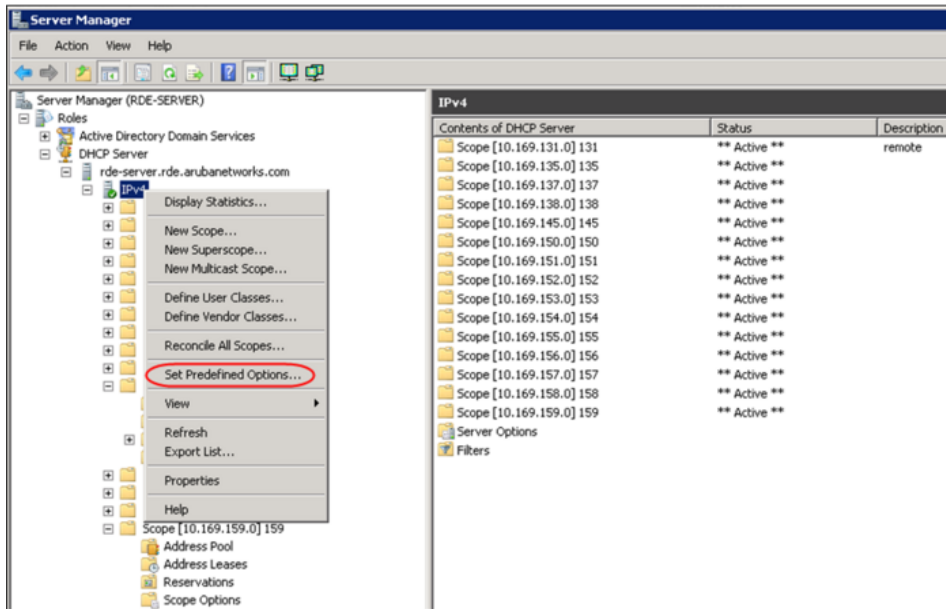 Server Manager
File Action View Help
Server Manager (RDE-SERVER)
Roles
Active Directory Domain Services
DHCP Server
rde-server.rde.arubanetworks.com
IPv4
Display Statistics...
New Scope...
New Superscope...
New Multicast Scope...
Define User Classes...
Define Vendor Classes...
Reconcile All Scopes...
Set Predefined Options...
View
Refresh
Export List...
Properties
Help
Scope [10.169.159.0] 159
Address Pool
Address Leases
Reservations
Scope Options
IPv4
Contents of DHCP Server Status Description
Scope [10.169.131.0] 131 ** Active ** remote
Scope [10.169.135.0] 135 ** Active **
Scope [10.169.137.0] 137 ** Active **
Scope [10.169.138.0] 138 ** Active **
Scope [10.169.145.0] 145 ** Active **
Scope [10.169.150.0] 150 ** Active **
Scope [10.169.151.0] 151 ** Active **
Scope [10.169.152.0] 152 ** Active **
Scope [10.169.153.0] 153 ** Active **
Scope [10.169.154.0] 154 ** Active **
Scope [10.169.155.0] 155 ** Active **
Scope [10.169.156.0] 156 ** Active **
Scope [10.169.157.0] 157 ** Active **
Scope [10.169.158.0] 158 ** Active **
Scope [10.169.159.0] 159 ** Active **
Server Options
Filters